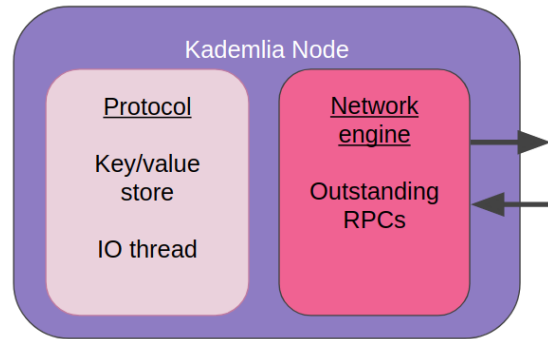 Kademlia Node
Protocol
Key/value
store
IO thread
Network
engine
Outstanding
RPCs